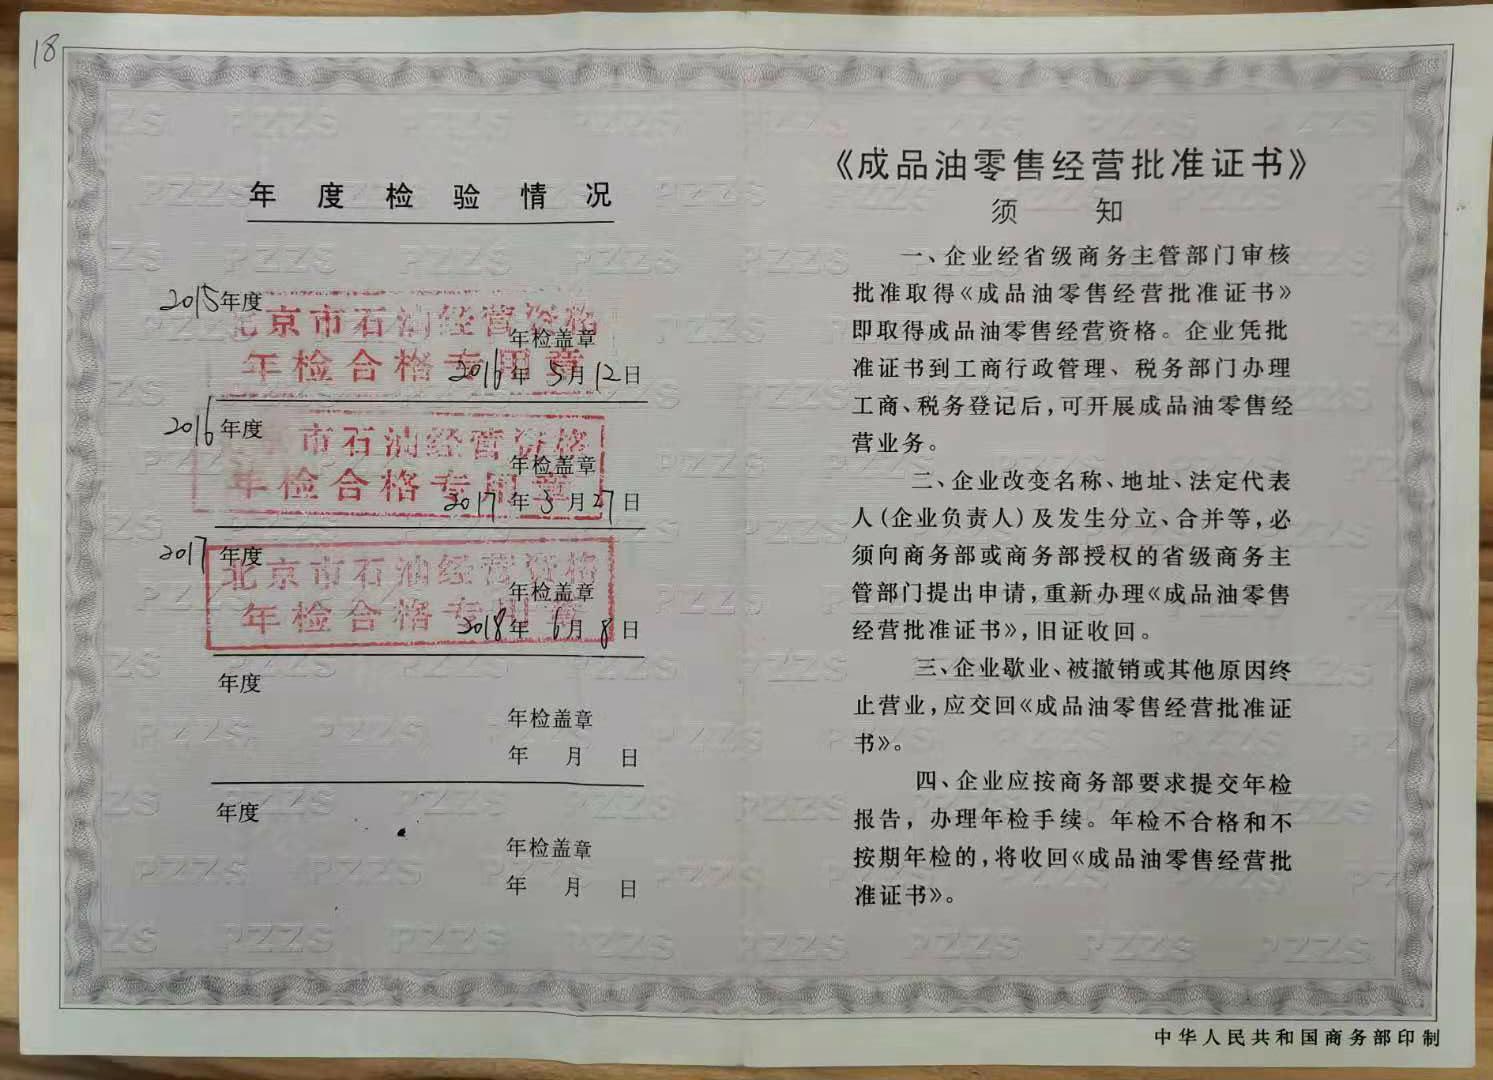 18
年度检验情况
2015年度
北京市石油经营资格
年检盖章
年检合格专用章
2016年5月12日
2016年度
京市石油经营资格
年检盖章
年检合格专用章
2017年3月27日
2017年度
北京市石油经营资格
年检盖章
年检合格专用章
2018年6月8日
年度
年检盖章
年 月 日
年度
年检盖章
年 月 日
《成品油零售经营批准证书》
须 知
一、企业经省级商务主管部门审核
批准取得《成品油零售经营批准证书》
即取得成品油零售经营资格。企业凭批
准证书到工商行政管理、税务部门办理
工商、税务登记后,可开展成品油零售经
营业务。
二、企业改变名称、地址、法定代表
人(企业负责人)及发生分立、合并等,必
须向商务部或商务部授权的省级商务主
管部门提出申请,重新办理《成品油零售
经营批准证书》,旧证收回。
三、企业歇业、被撤销或其他原因终
止营业,应交回《成品油零售经营批准证
书》。
四、企业应按商务部要求提交年检
报告，办理年检手续。年检不合格和不
按期年检的,将收回《成品油零售经营批
准证书》。
中华人民共和国商务部印制